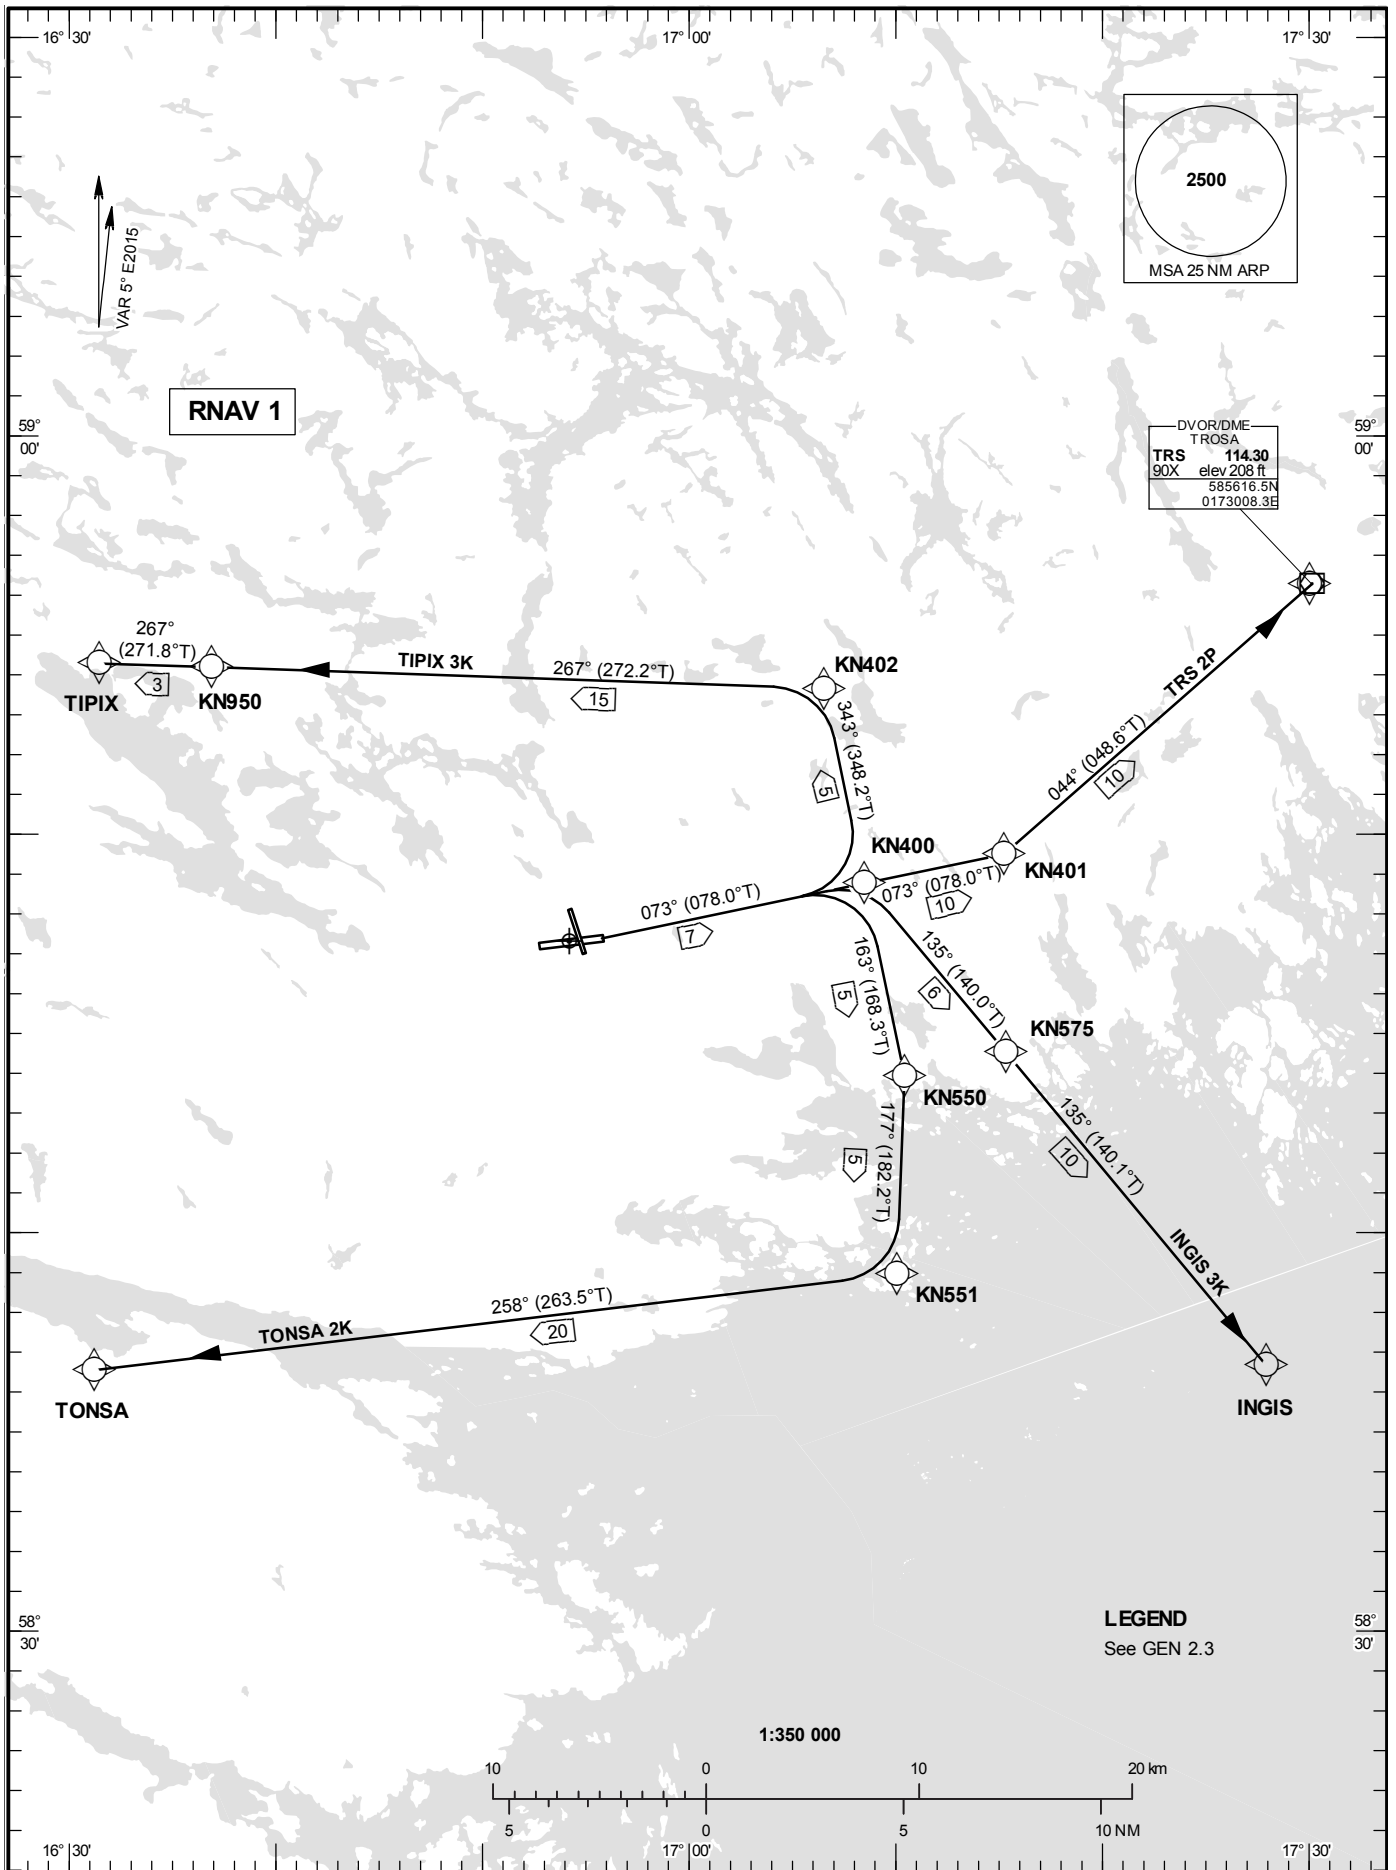 16° 30'
17° 00'
17° 30'
2500
MSA 25 NM ARP
VAR 5° E2015
RNAV 1
59°
00'
59°
00'
DVOR/DME
TROSA
TRS 114.30
90X elev 208 ft
585616.5N
0173008.3E
267°
(271.8°T)
3
TIPIX
KN950
TIPIX 3K
267° (272.2°T)
15
KN402
343° (348.2°T)
5
TRS 2P
044° (048.6°T)
10
KN400
KN401
073° (078.0°T)
10
073° (078.0°T)
7
163° (168.3°T)
5
135° (140.0°T)
6
KN575
KN550
135° (140.1°T)
10
177° (182.2°T)
5
INGIS 3K
KN551
258° (263.5°T)
20
TONSA 2K
TONSA
INGIS
58°
30'
58°
30'
LEGEND
See GEN 2.3
1:350 000
10 0 10 20 km
5 0 5 10 NM
16° 30'
17° 00'
17° 30'